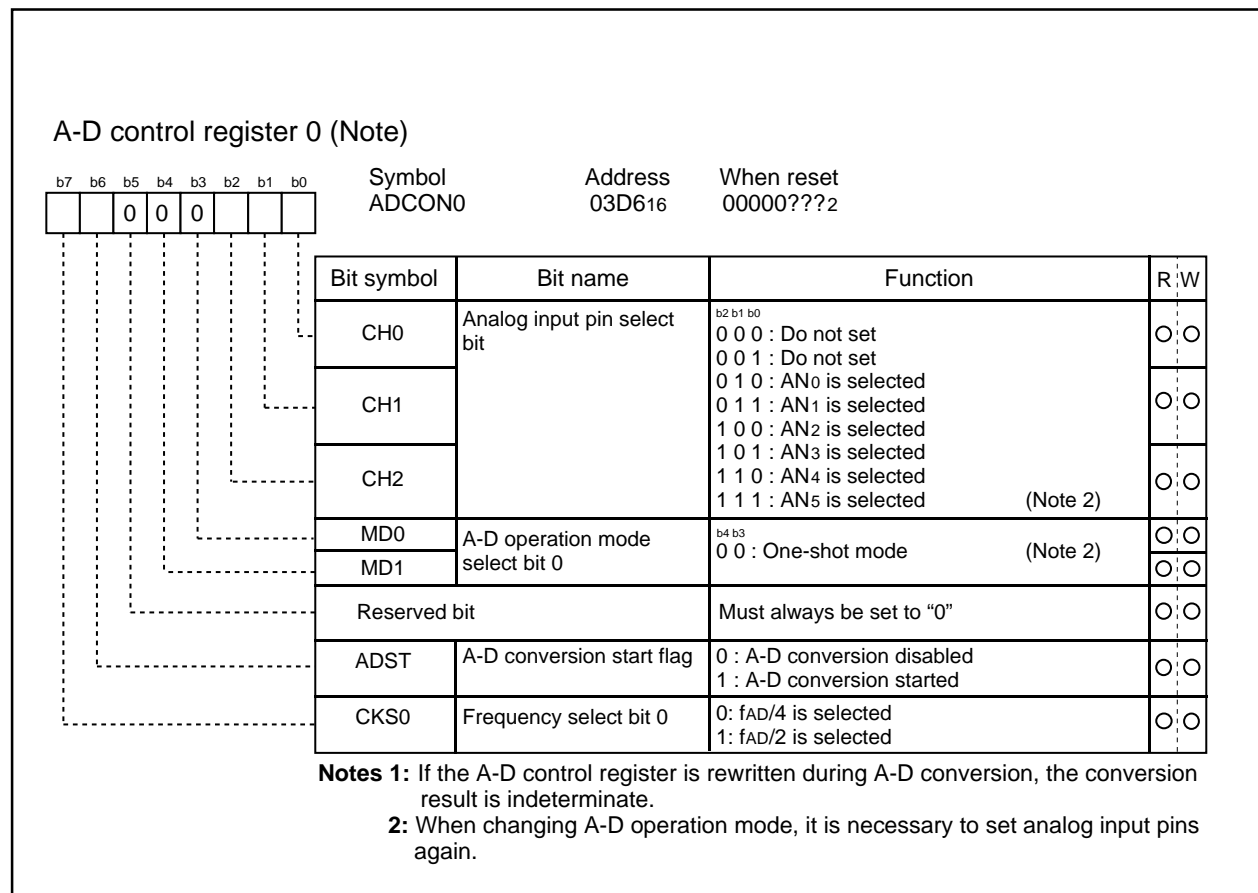 A-D control register 0 (Note)
b7 b6 b5 b4 b3 b2 b1 b0
0 0 0
Symbol Address When reset
ADCON0 03D616 00000???2
Bit symbol Bit name Function R W
CH0 Analog input pin select bit
b2 b1 b0
0 0 0 : Do not set
0 0 1 : Do not set
0 1 0 : AN0 is selected
CH1
0 1 1 : AN1 is selected
1 0 0 : AN2 is selected
1 0 1 : AN3 is selected
CH2
1 1 0 : AN4 is selected
1 1 1 : AN5 is selected (Note 2)
MD0
MD1
A-D operation mode
select bit 0
b4 b3
0 0 : One-shot mode (Note 2)
Reserved bit Must always be set to “0”
ADST A-D conversion start flag 0 : A-D conversion disabled
1 : A-D conversion started
CKS0 Frequency select bit 0 0: fAD/4 is selected
1: fAD/2 is selected
Notes 1: If the A-D control register is rewritten during A-D conversion, the conversion
result is indeterminate.
2: When changing A-D operation mode, it is necessary to set analog input pins
again.